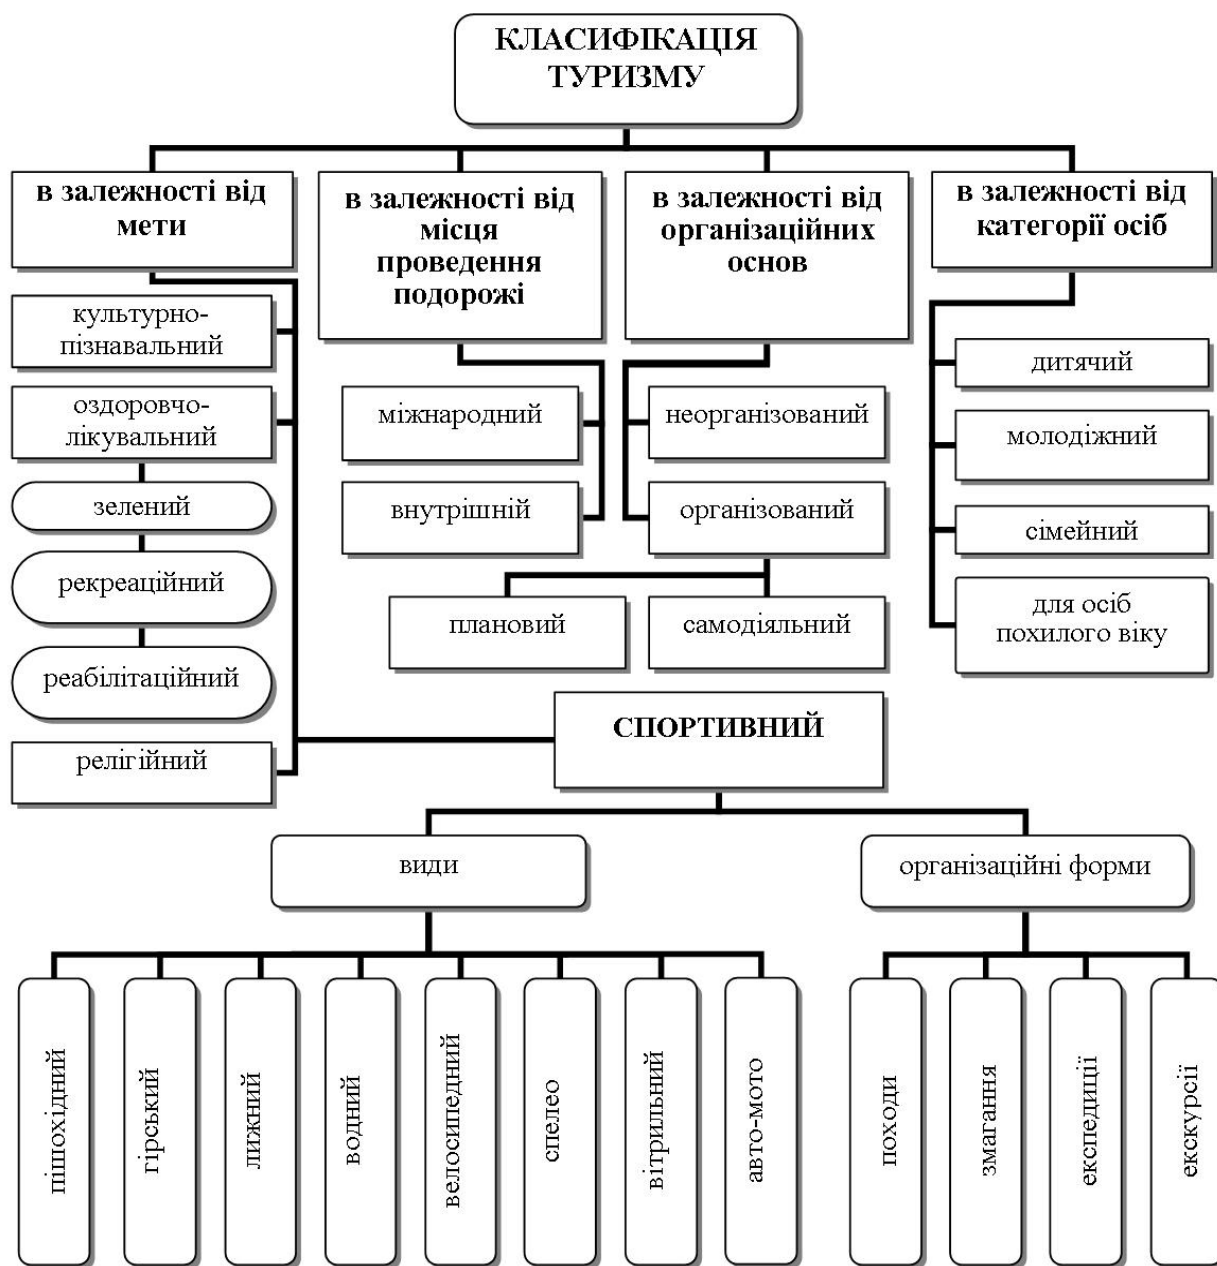 КЛАСИФІКАЦІЯ
ТУРИЗМУ
в залежності від
мети
в залежності від
місця
проведення
подорожі
в залежності від
організаційних
основ
в залежності від
категорії осіб
культурно-
пізнавальний
оздоровчо-
лікувальний
зелений
рекреаційний
реабілітаційний
релігійний
міжнародний
внутрішній
неорганізований
організований
плановий
самодіяльний
дитячий
молодіжний
сімейний
для осіб
похилого віку
СПОРТИВНИЙ
види
організаційні форми
пішохідний
гірський
лижний
водний
велосипедний
спелео
вітрильний
авто-мото
походи
змагання
експедиції
екскурсії